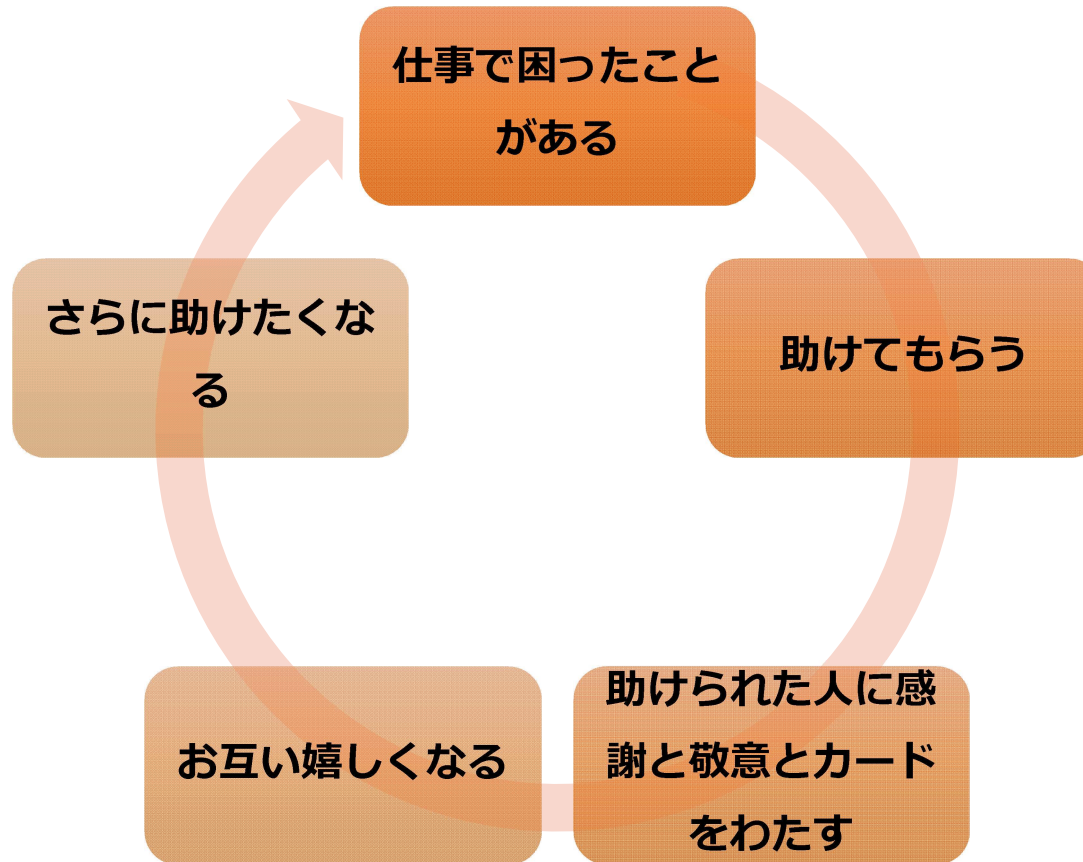 仕事で困ったこと
がある
助けてもらう
助けられた人に感
謝と敬意とカード
をわたす
お互い嬉しくなる
さらに助けたくな
る